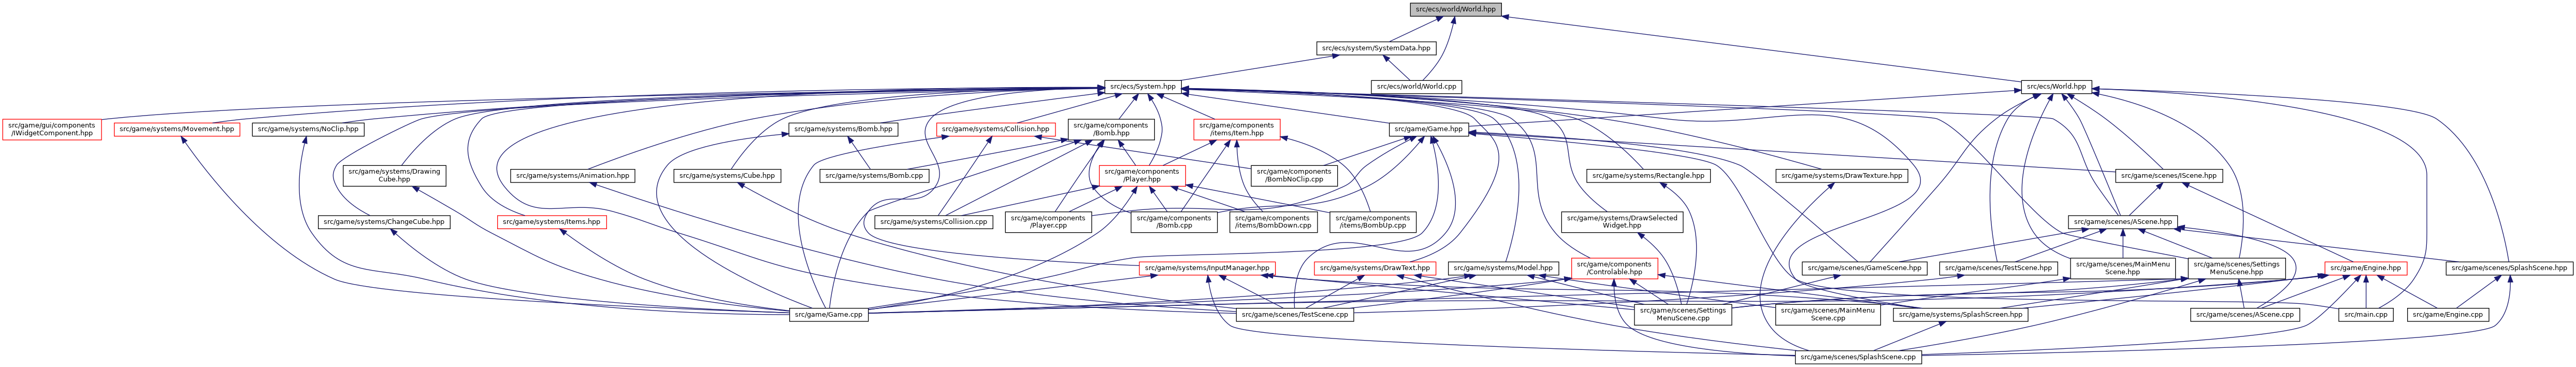 src/ecs/world/World.hpp
src/ecs/system/SystemData.hpp
src/ecs/System.hpp
src/ecs/world/World.cpp
src/ecs/World.hpp
src/game/gui/components
/IWidgetComponent.hpp
src/game/systems/Movement.hpp
src/game/systems/NoClip.hpp
src/game/systems/Bomb.hpp
src/game/systems/Collision.hpp
src/game/components
/Bomb.hpp
src/game/components
items/Item.hpp
src/game/Game.hpp
src/game/systems/Drawing
Cube.hpp
src/game/systems/Animation.hpp
src/game/systems/Cube.hpp
src/game/systems/Bomb.cpp
src/game/components
/Player.hpp
src/game/components
/BombNoClip.cpp
src/game/systems/Rectangle.hpp
src/game/systems/DrawTexture.hpp
src/game/scenes/IScene.hpp
src/game/systems/ChangeCube.hpp
src/game/systems/Items.hpp
src/game/systems/Collision.cpp
src/game/components
/Player.cpp
src/game/components
/Bomb.cpp
src/game/components
items/BombDown.cpp
src/game/components
items/BombUp.cpp
src/game/systems/DrawSelected
Widget.hpp
src/game/scenes/AScene.hpp
src/game/systems/InputManager.hpp
src/game/systems/DrawText.hpp
src/game/systems/Model.hpp
src/game/components
/Controlable.hpp
src/game/scenes/GameScene.hpp
src/game/scenes/TestScene.hpp
src/game/scenes/MainMenu
Scene.hpp
src/game/scenes/Settings
MenuScene.hpp
src/game/Engine.hpp
src/game/scenes/SplashScene.hpp
src/game/Game.cpp
src/game/scenes/TestScene.cpp
src/game/scenes/Settings
MenuScene.cpp
src/game/scenes/MainMenu
Scene.cpp
src/game/systems/SplashScreen.hpp
src/game/scenes/AScene.cpp
src/main.cpp
src/game/Engine.cpp
src/game/scenes/SplashScene.cpp